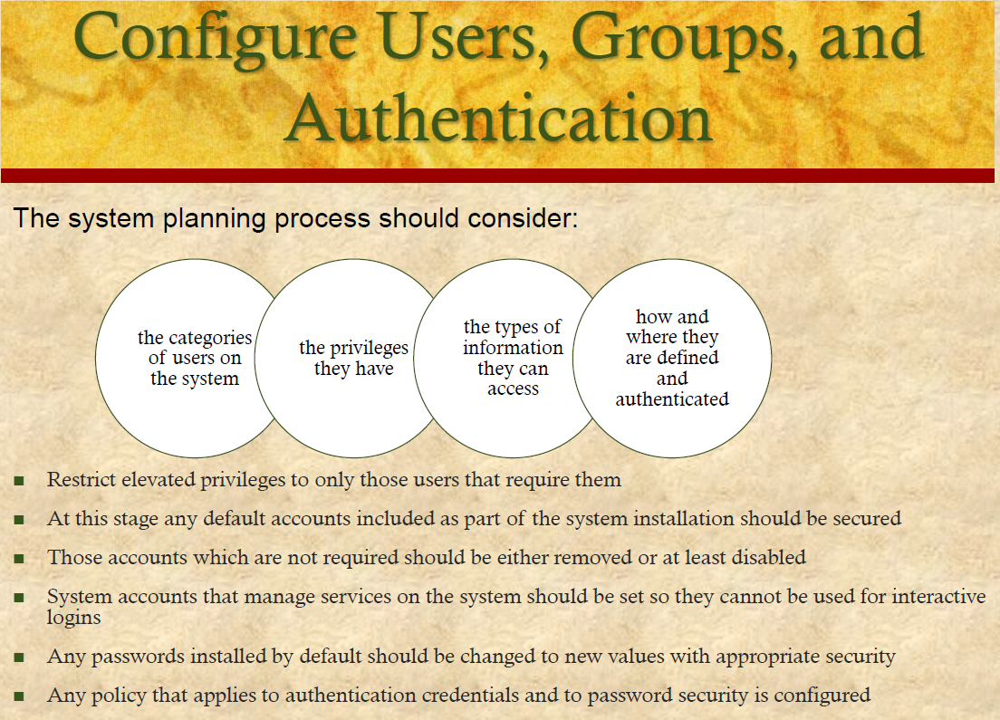 Configure Users, Groups, and
Authentication
The system planning process should consider:
the categories
of users on
the system
the privileges
they have
the types of
information
they can
access
how and
where they
are defined
and
authenticated
Restrict elevated privileges to only those users that require them
At this stage any default accounts included as part of the system installation should be secured
Those accounts which are not required should be either removed or at least disabled
System accounts that manage services on the system should be set so they cannot be used for interactive
logins
Any passwords installed by default should be changed to new values with appropriate security
Any policy that applies to authentication credentials and to password security is configured